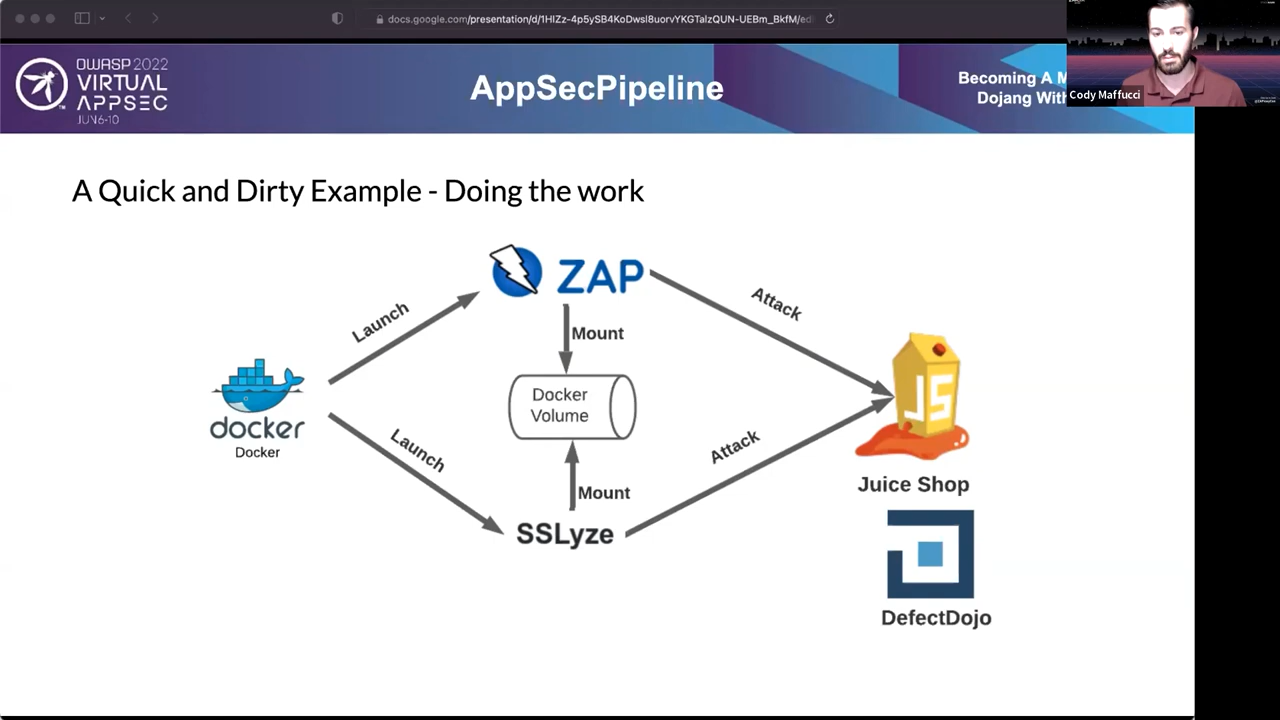 docs.google.com/presentation/d/1HIZz-4p5ySB4KoDwsI8uorvYKGTalzQUN-UEBm_BkfM/edi
OWASP 2022
VIRTUAL
APPSEC
JUN 6-10
AppSecPipeline
Becoming A M
Dojang With
Cody Maffucci
A Quick and Dirty Example - Doing the work
ZAP
Launch
Mount
Attack
docker
Docker
Docker
Volume
JS
Launch
Mount
Attack
SSLyze
Juice Shop
DefectDojo